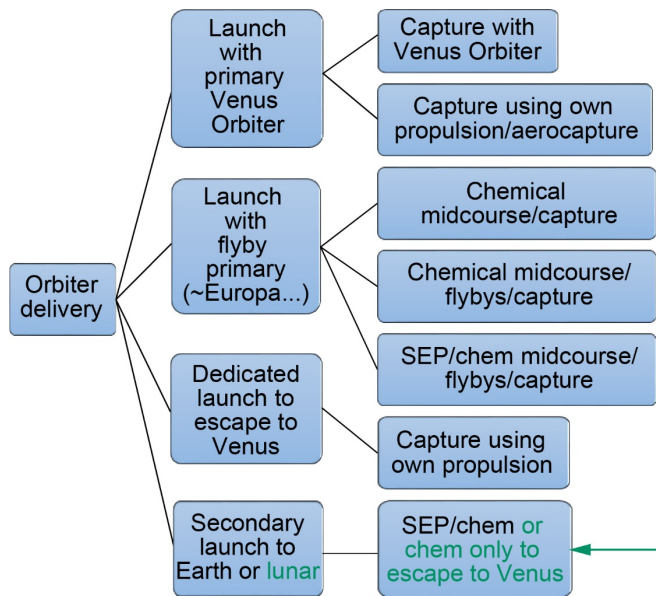 Launch
with
primary
Venus
Orbiter
Capture with
Venus Orbiter
Capture using own
propulsion/aerocapture
Launch
with
flyby
primary
(~Europa...)
Chemical
midcourse/capture
Chemical midcourse/
flybys/capture
SEP/chem midcourse/
flybys/capture
Orbiter
delivery
Dedicated
launch to
escape to
Venus
Capture using
own propulsion
Secondary
launch to
Earth or lunar
SEP/chem or
chem only to
escape to Venus